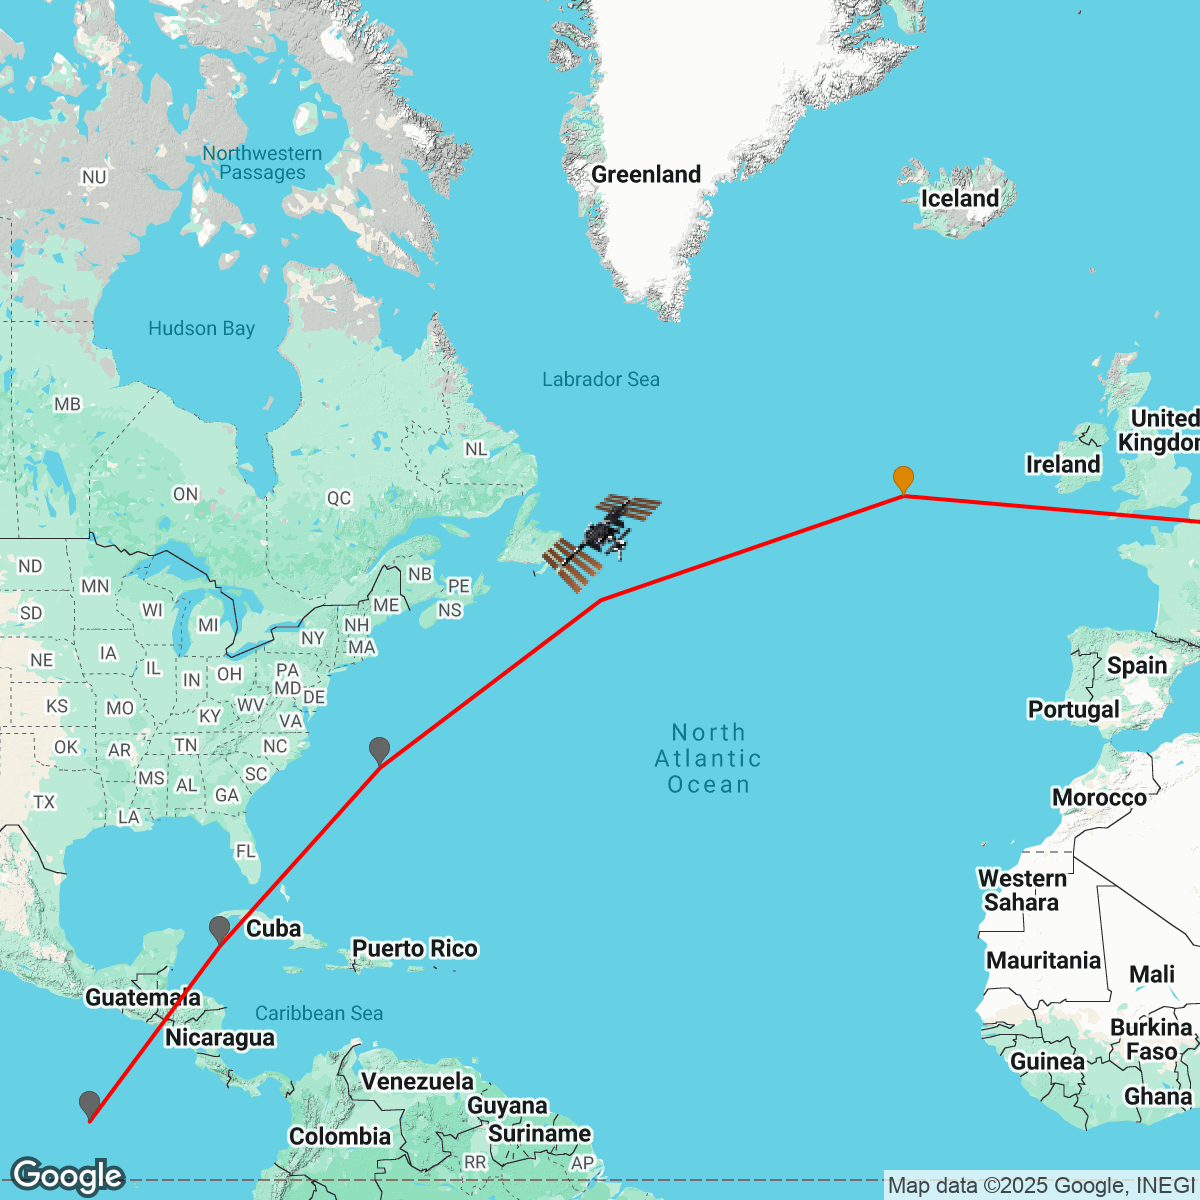 Northwestern
Passages
NU
Greenland
Iceland
Hudson Bay
Labrador Sea
MB
United
Kingdom
NL
Ireland
ON
QC
ND
MN
NB
PE
SD
WI
MI
ME
NS
NY
NH
MA
NE
IA
IL
IN
OH
PA
MD
DE
Spain
KS
MO
KY
WV
VA
Portugal
OK
AR
TN
NC
North
Atlantic
Ocean
MS
AL
SC
GA
TX
LA
Morocco
FL
Western
Sahara
Cuba
Puerto Rico
Mauritania
Mali
Guatemala
Caribbean Sea
Nicaragua
Burkina
Faso
Guinea
Venezuela
Guyana
Ghana
Colombia
Suriname
RR
AP
Google
Map data ©2025 Google, INEGI